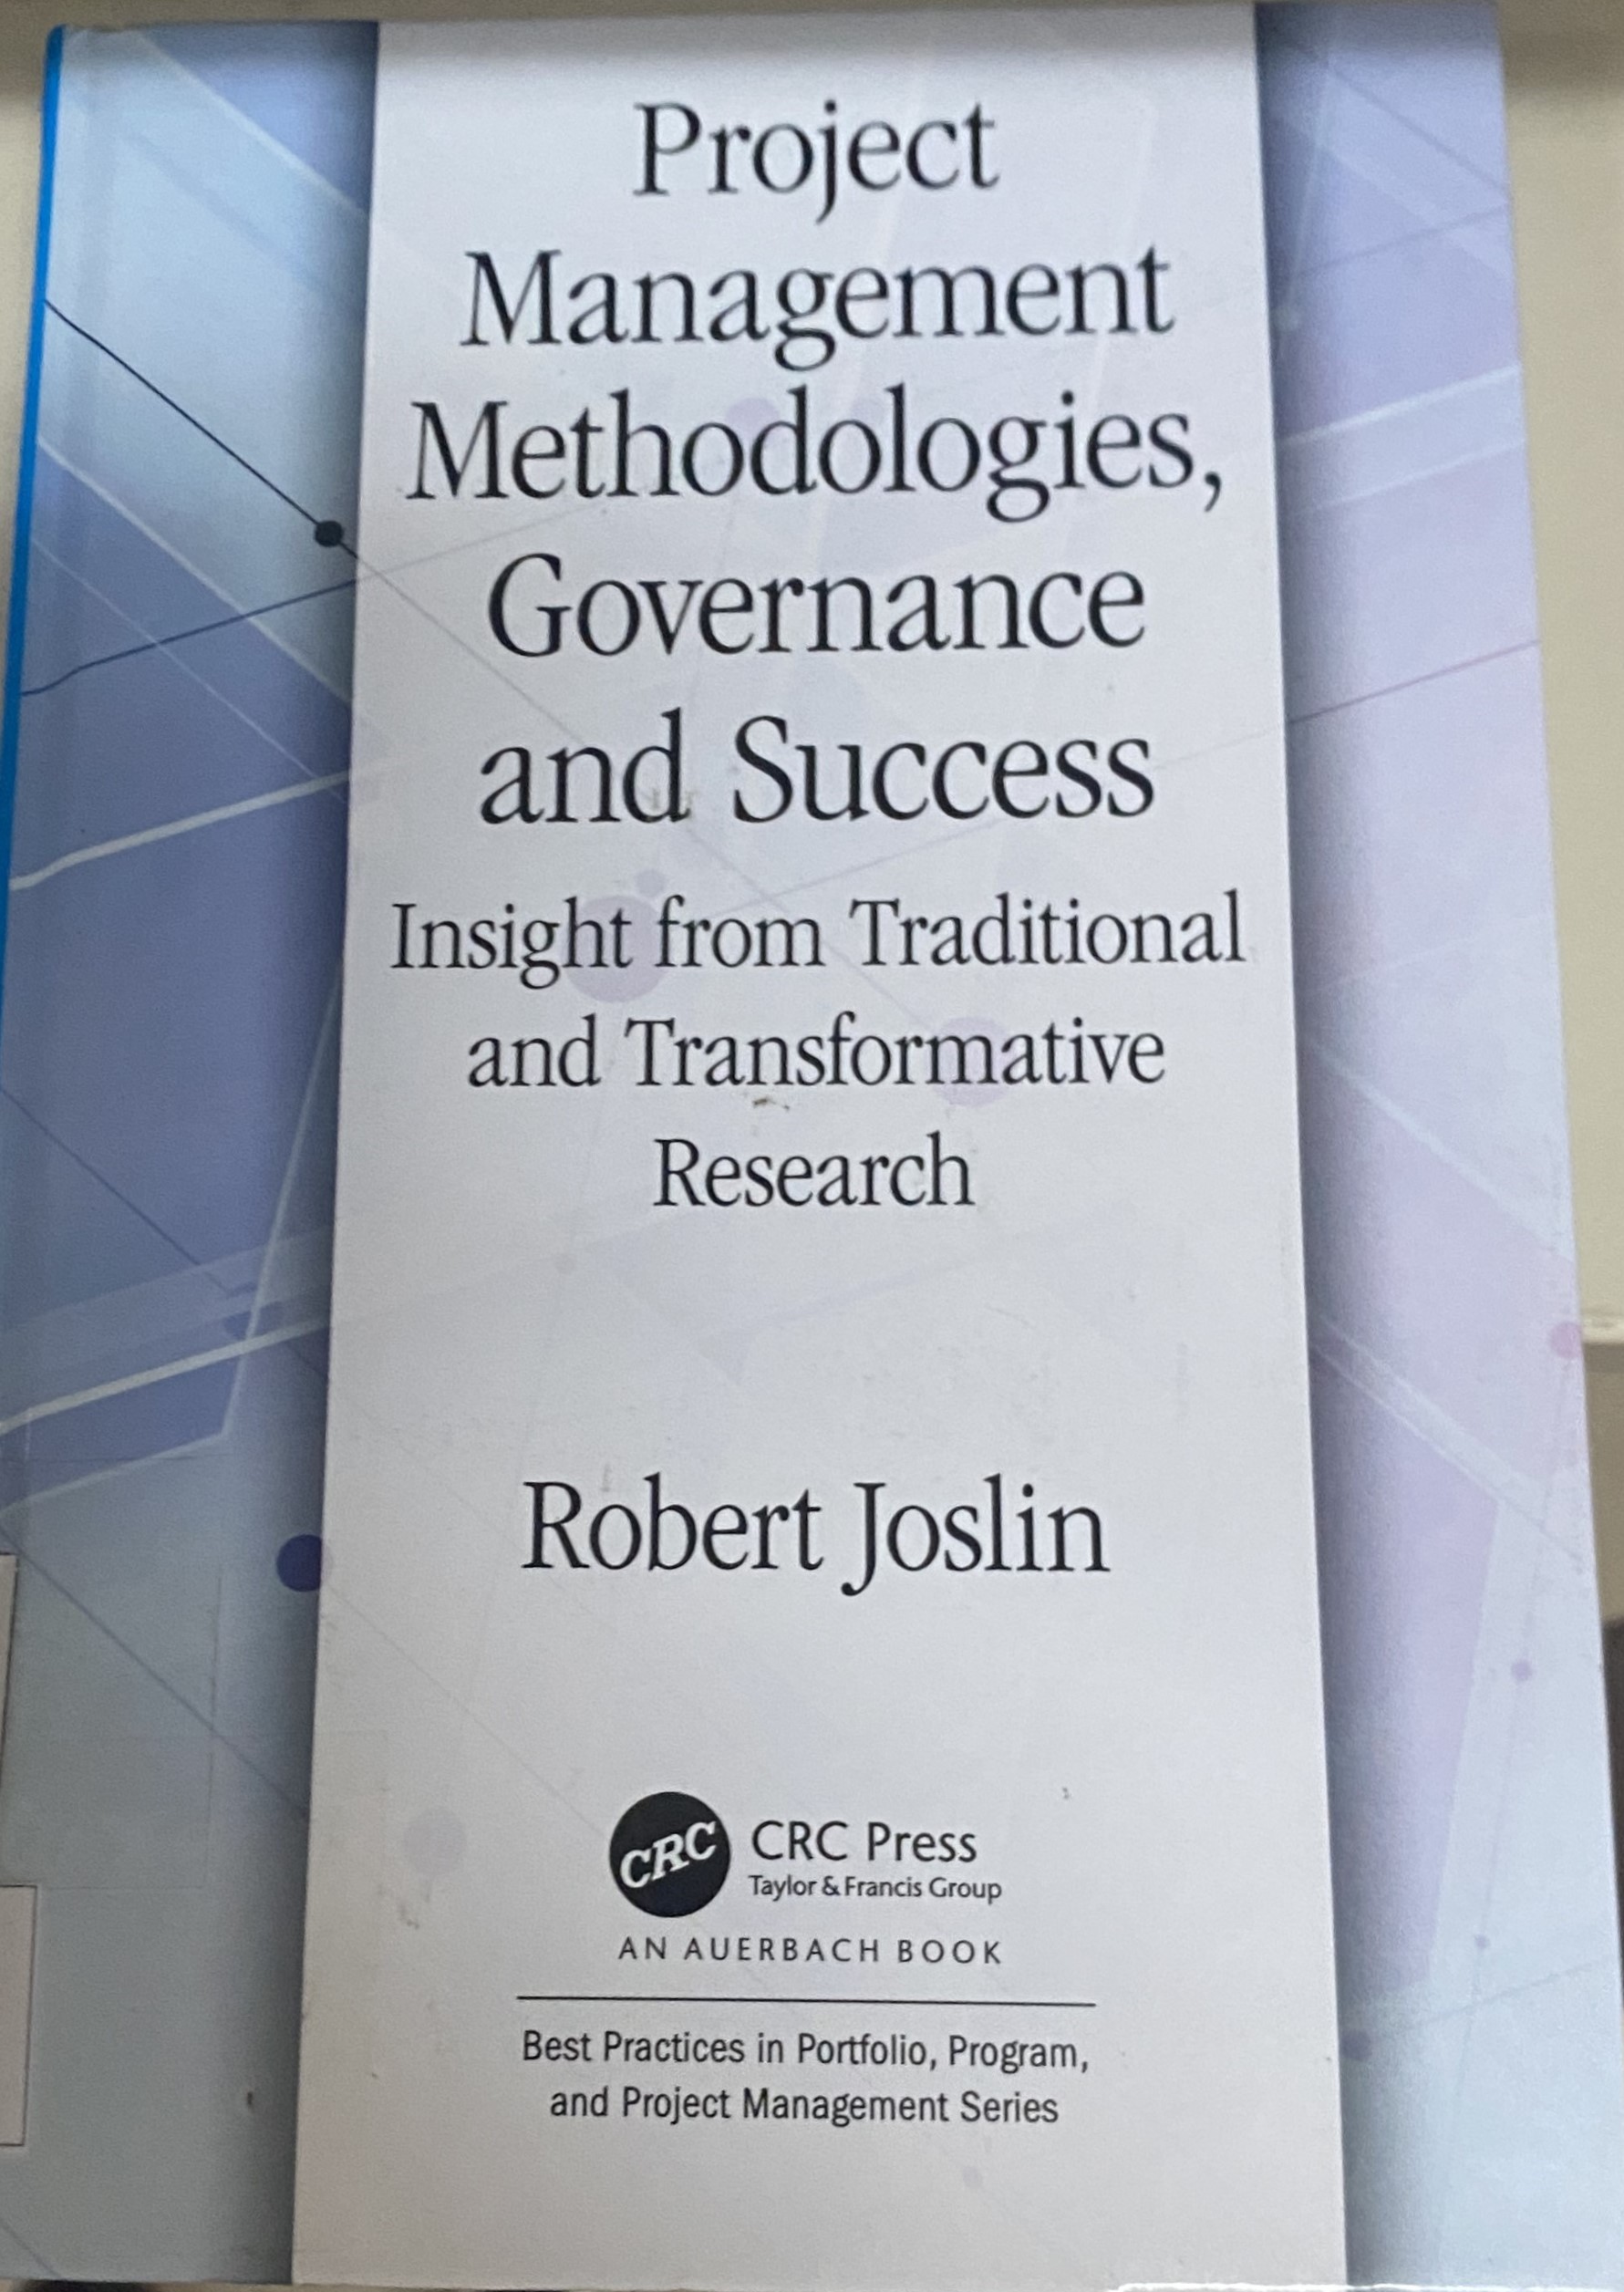 Project
Management
Methodologies,
Governance
and Success
Insight from Traditional
and Transformative
Research
Robert Joslin
CRC
CRC Press
Taylor & Francis Group
AN AUERBACH BOOK
Best Practices in Portfolio, Program,
and Project Management Series